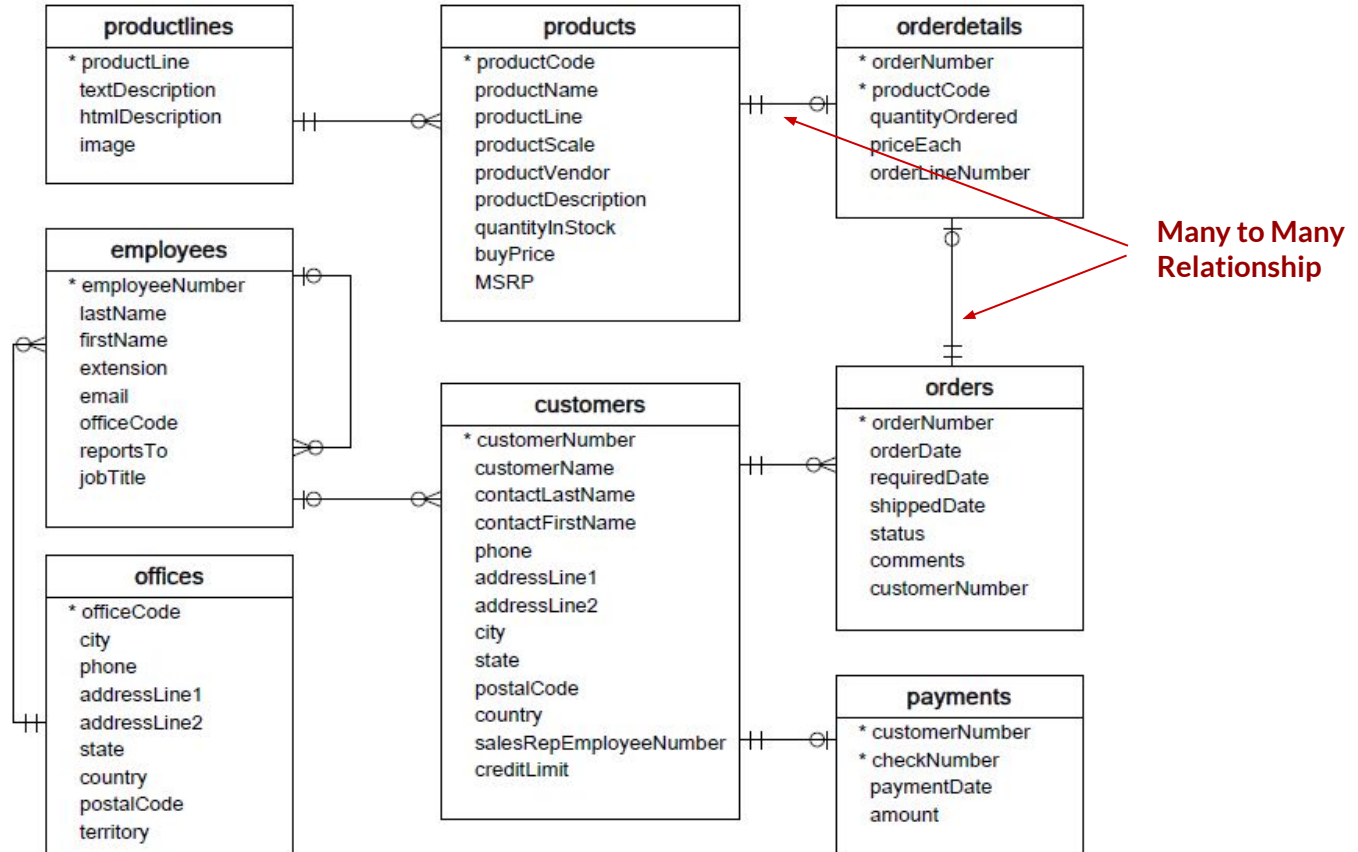 productlines
* productLine
textDescription
htmlDescription
image
products
* productCode
productName
productLine
productScale
productVendor
productDescription
quantityInStock
buyPrice
MSRP
orderdetails
* orderNumber
* productCode
quantityOrdered
priceEach
orderLineNumber
Many to Many
Relationship
employees
* employeeNumber
lastName
firstName
extension
email
officeCode
reportsTo
jobTitle
customers
* customerNumber
customerName
contactLastName
contactFirstName
phone
addressLine1
addressLine2
city
state
postalCode
country
salesRepEmployeeNumber
creditLimit
orders
* orderNumber
orderDate
requiredDate
shippedDate
status
comments
customerNumber
offices
* officeCode
city
phone
addressLine1
addressLine2
state
country
postalCode
territory
payments
* customerNumber
* checkNumber
paymentDate
amount